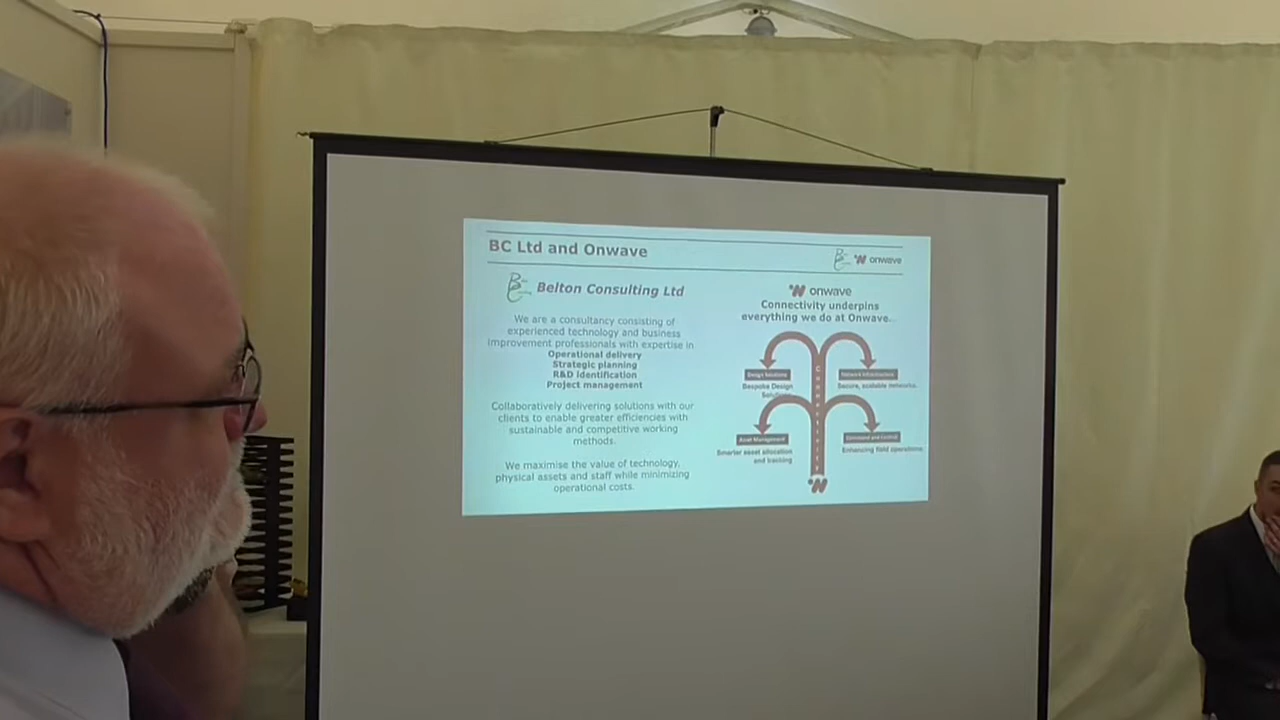 BC Ltd and Onwave
onwave
Belton Consulting Ltd
We are a consultancy consisting of
experienced technology and business
improvement professionals with expertise in
Operational delivery
Strategic planning
R&D Identification
Project management
Collaboratively delivering solutions with our
clients to enable greater efficiencies with
sustainable and competitive working
methods.
We maximise the value of technology,
physical assets and staff while minimizing
operational costs.
onwave
Connectivity underpins
everything we do at Onwave.
Connectivity
Design Solutions
Bespoke Design
Solutions
Network Infrastructure
Secure, scalable networks.
Asset Management
Smarter asset allocation
and tracking
Command and Control
Enhancing field operations